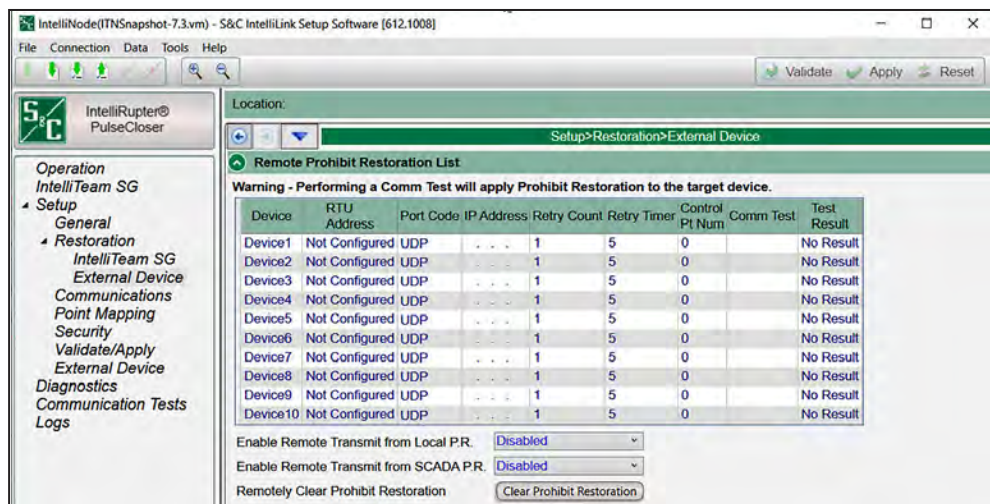 IntelliNode(ITNSnapshot-7.3.vm) - S&C IntelliLink Setup Software [612.1008]
File Connection Data Tools Help
Validate Apply Reset
S&C
IntelliRupter®
PulseCloser
Operation
IntelliTeam SG
Setup
General
Restoration
IntelliTeam SG
External Device
Communications
Point Mapping
Security
Validate/Apply
External Device
Diagnostics
Communication Tests
Logs
Location:
Setup>Restoration>External Device
Remote Prohibit Restoration List
Warning - Performing a Comm Test will apply Prohibit Restoration to the target device.
Device RTU Address Port Code IP Address Retry Count Retry Timer Control Pt Num Comm Test Test Result
Device1 Not Configured UDP . . . 1 5 0 No Result
Device2 Not Configured UDP . . . 1 5 0 No Result
Device3 Not Configured UDP . . . 1 5 0 No Result
Device4 Not Configured UDP . . . 1 5 0 No Result
Device5 Not Configured UDP . . . 1 5 0 No Result
Device6 Not Configured UDP . . . 1 5 0 No Result
Device7 Not Configured UDP . . . 1 5 0 No Result
Device8 Not Configured UDP . . . 1 5 0 No Result
Device9 Not Configured UDP . . . 1 5 0 No Result
Device10 Not Configured UDP . . . 1 5 0 No Result
Enable Remote Transmit from Local P.R. Disabled
Enable Remote Transmit from SCADA P.R. Disabled
Remotely Clear Prohibit Restoration Clear Prohibit Restoration